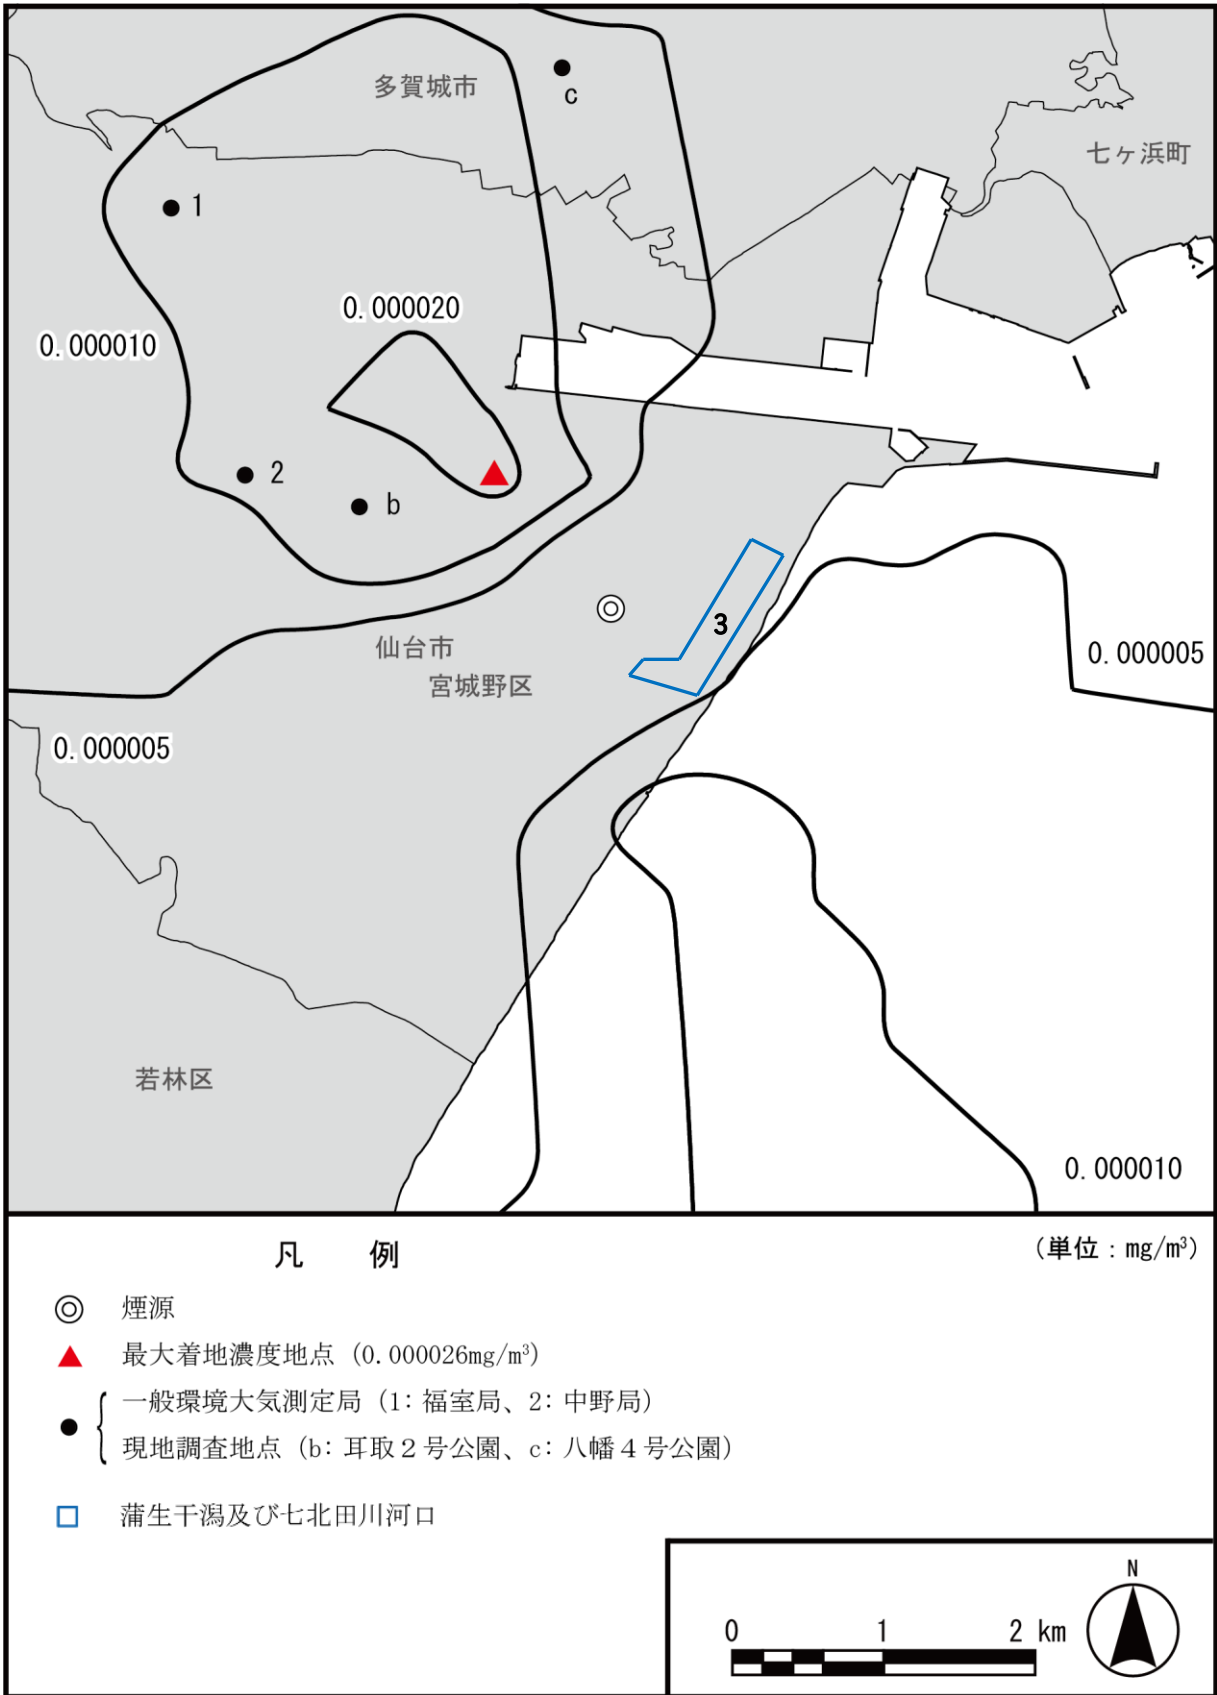 多賀城市
c
七ヶ浜町
1
0.000020
0.000010
2
b
3
仙台市
宮城野区
0.000005
0.000005
若林区
0.000010
凡 例
(単位：mg/m³)
煙源
最大着地濃度地点（0.000026mg/m³）
一般環境大気測定局（1：福室局、2：中野局）
現地調査地点（b：耳取２号公園、c：八幡４号公園）
蒲生干潟及び七北田川河口
N
0 1 2 km